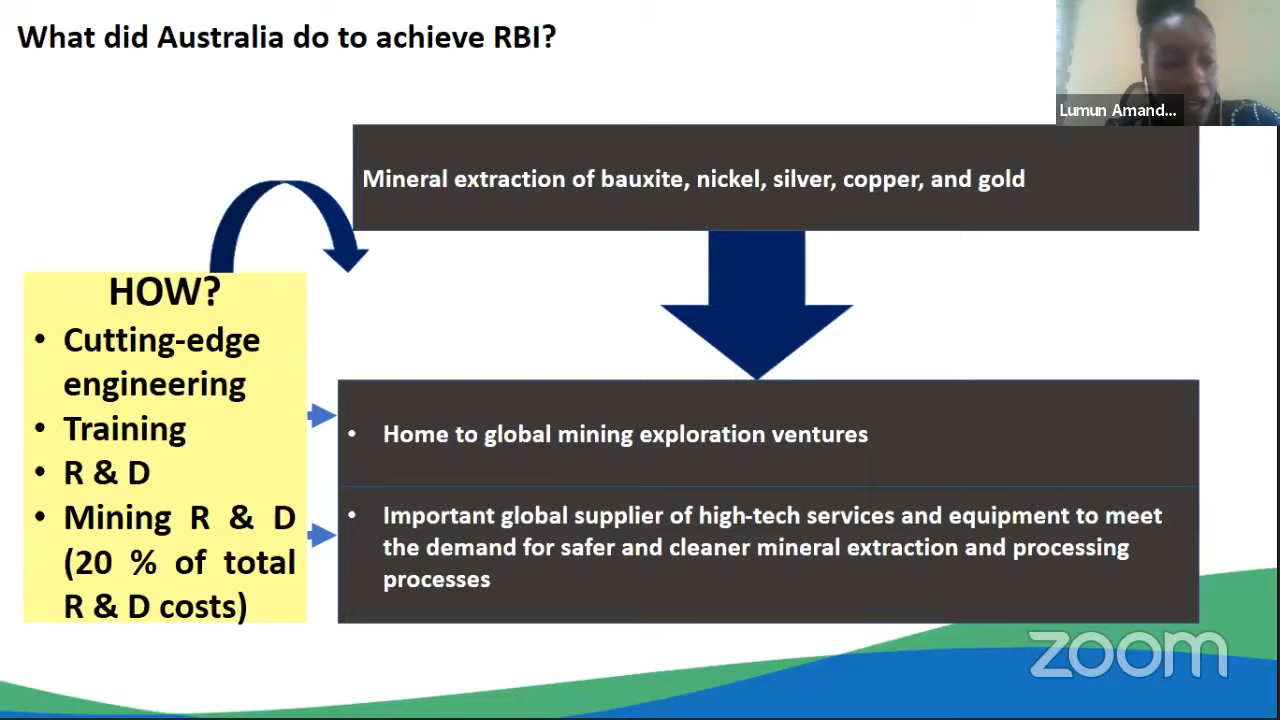 What did Australia do to achieve RBI?
Lumun Amand...
Mineral extraction of bauxite, nickel, silver, copper, and gold
HOW?
• Cutting-edge
engineering
• Training
• R & D
• Mining R & D
(20 % of total
R & D costs)
• Home to global mining exploration ventures
• Important global supplier of high-tech services and equipment to meet
the demand for safer and cleaner mineral extraction and processing
processes
zoom